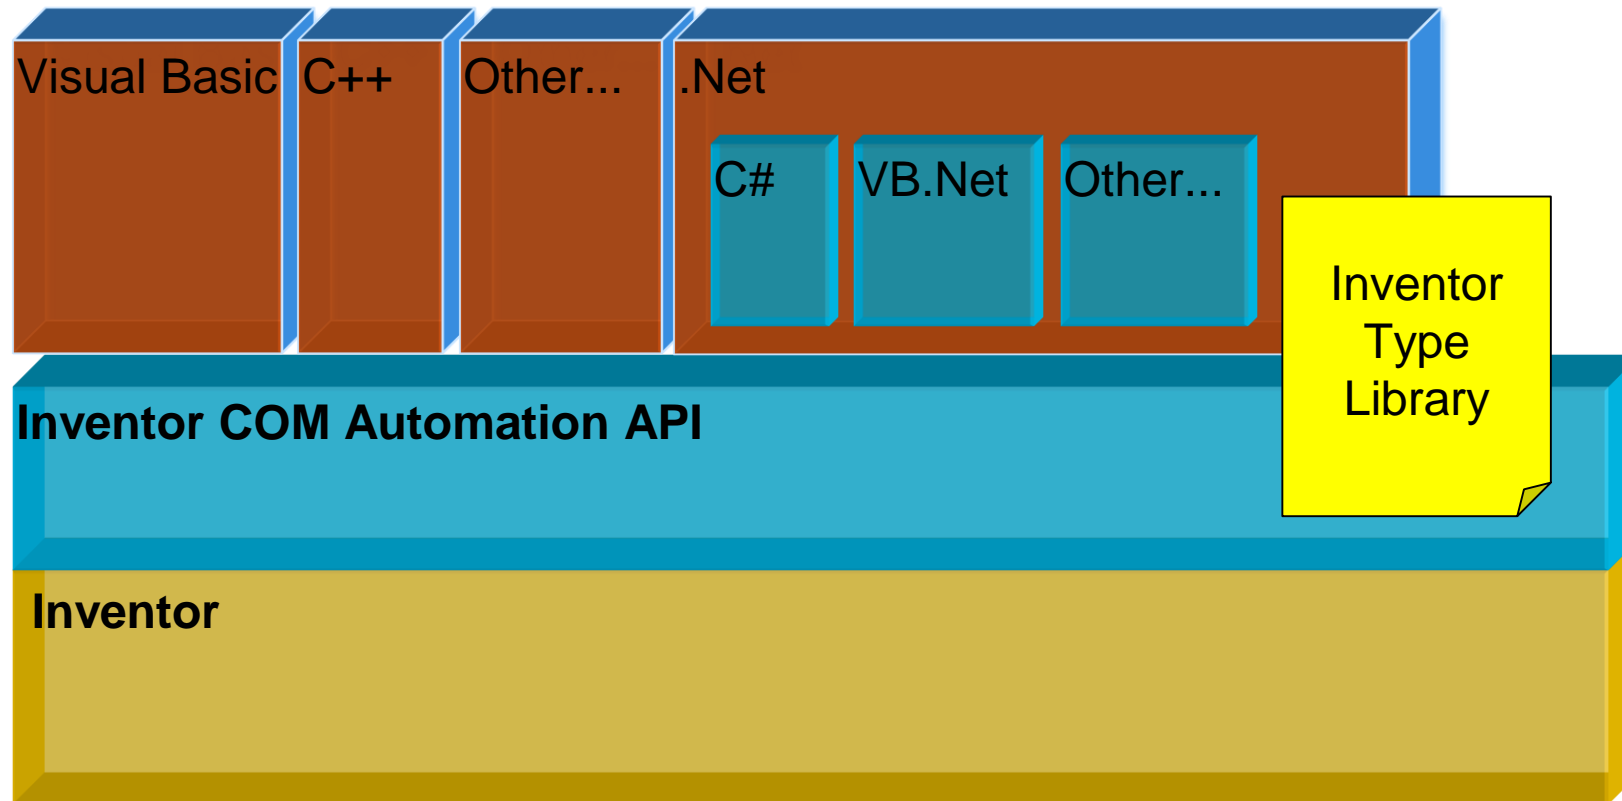 Visual Basic
C++
Other...
.Net
C#
VB.Net
Other...
Inventor
Type
Library
Inventor COM Automation API
Inventor